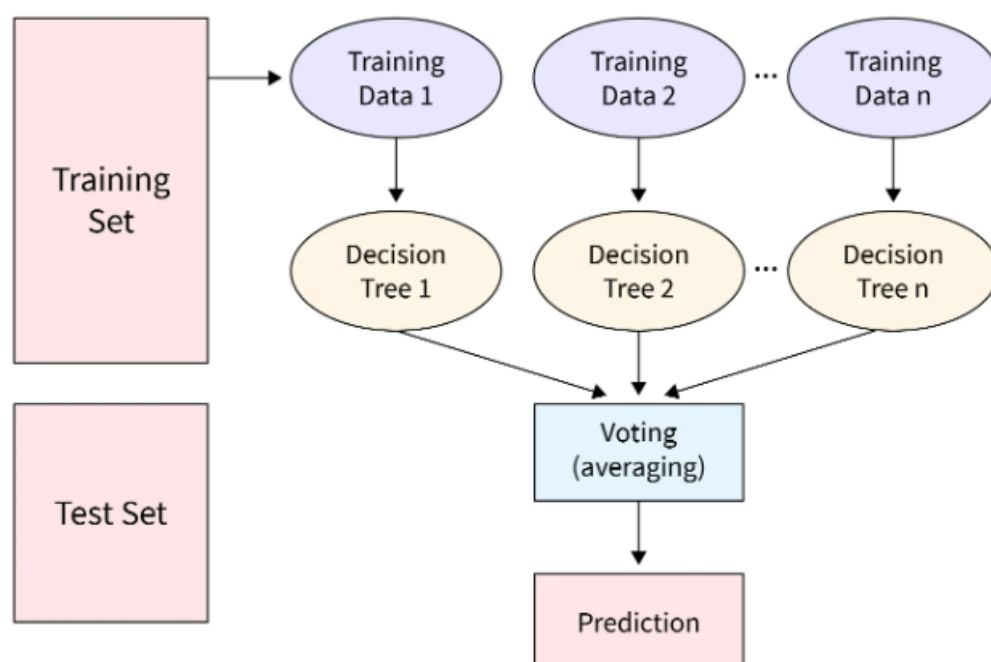 Training
Set
Training
Data 1
Training
Data 2
...
Training
Data n
Decision
Tree 1
Decision
Tree 2
...
Decision
Tree n
Voting
(averaging)
Test Set
Prediction